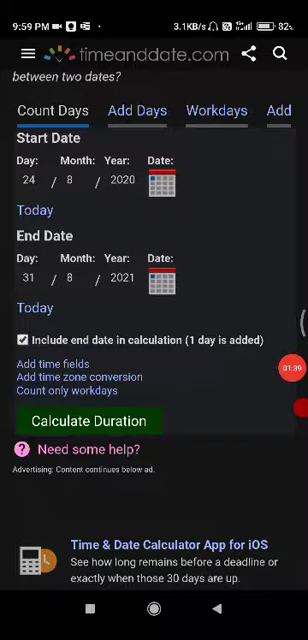 9:59 PM 3.1KB/s 82%
timeanddate.com
between two dates?
Count Days Add Days Workdays Add
Start Date
Day: Month: Year: Date:
24 / 8 / 2020
Today
End Date
Day: Month: Year: Date:
31 / 8 / 2021
Today
Include end date in calculation (1 day is added)
01:39
Add time fields
Add time zone conversion
Count only workdays
Calculate Duration
? Need some help?
Advertising: Content continues below ad.
Time & Date Calculator App for iOS
See how long remains before a deadline or
exactly when those 30 days are up.